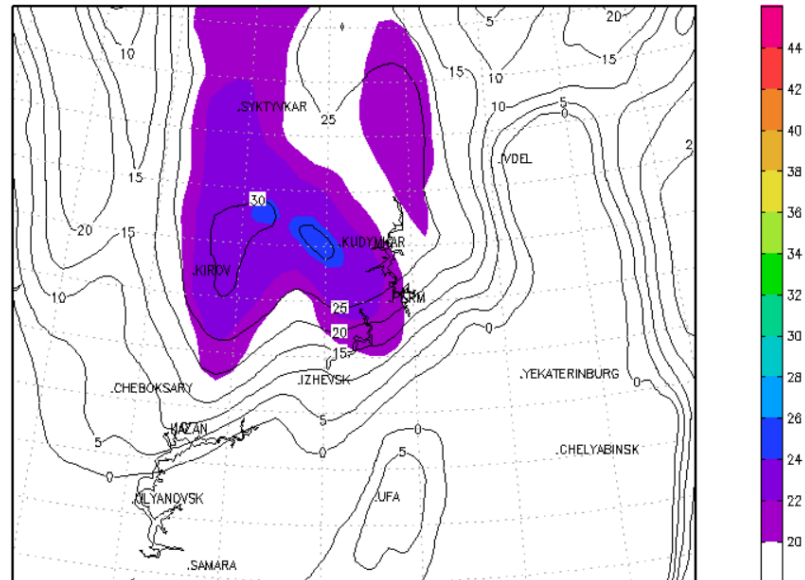 10
5
20
15
15
44
42
40
38
36
34
32
30
28
26
24
22
20
10
5
0
.SYKTYVKAR
25
.IVDEL
2
15
30
20
15
.KUDYMKAR
.KIROV
10
PERM
25
20
15
0
.IZHEVSK
.CHEBOKSARY
.YEKATERINBURG
0
5
KAZAN
0
0
5
.CHELYABINSK
0
ULYANOVSK
.UFA
.SAMARA